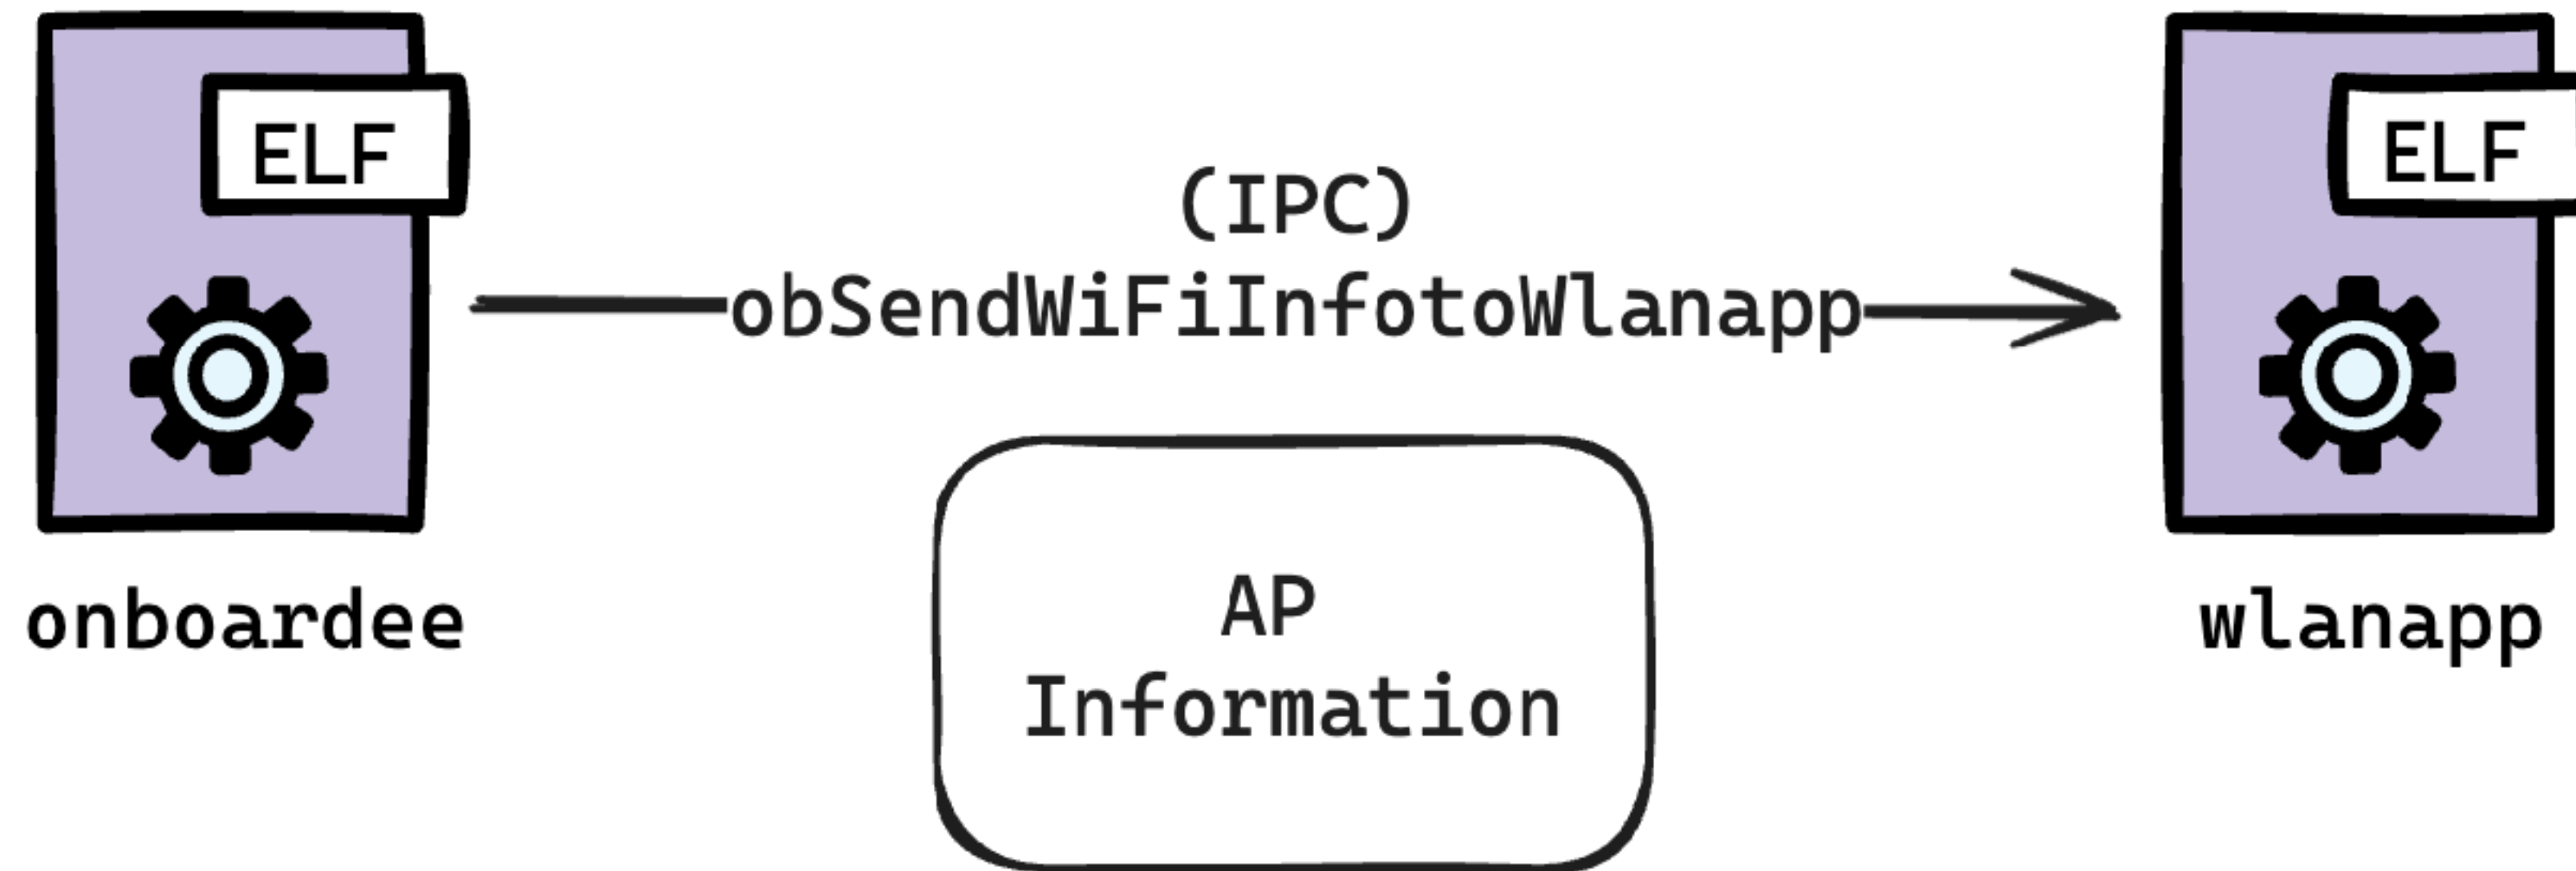 ELF
ELF
(IPC)
obSendWiFiInfotoWlanapp
AP
Information
onboardee
wlanapp